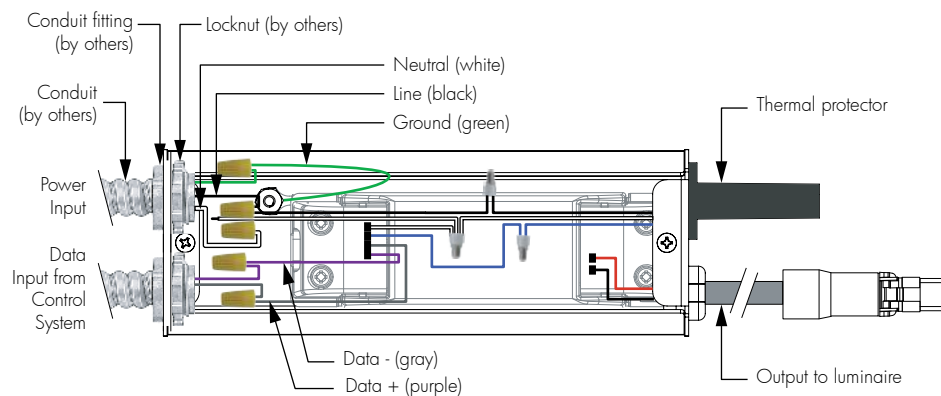 Conduit fitting
(by others)
Locknut (by others)
Neutral (white)
Conduit
(by others)
Line (black)
Thermal protector
Ground (green)
Power
Input
Data
Input from
Control
System
Data - (gray)
Data + (purple)
Output to luminaire